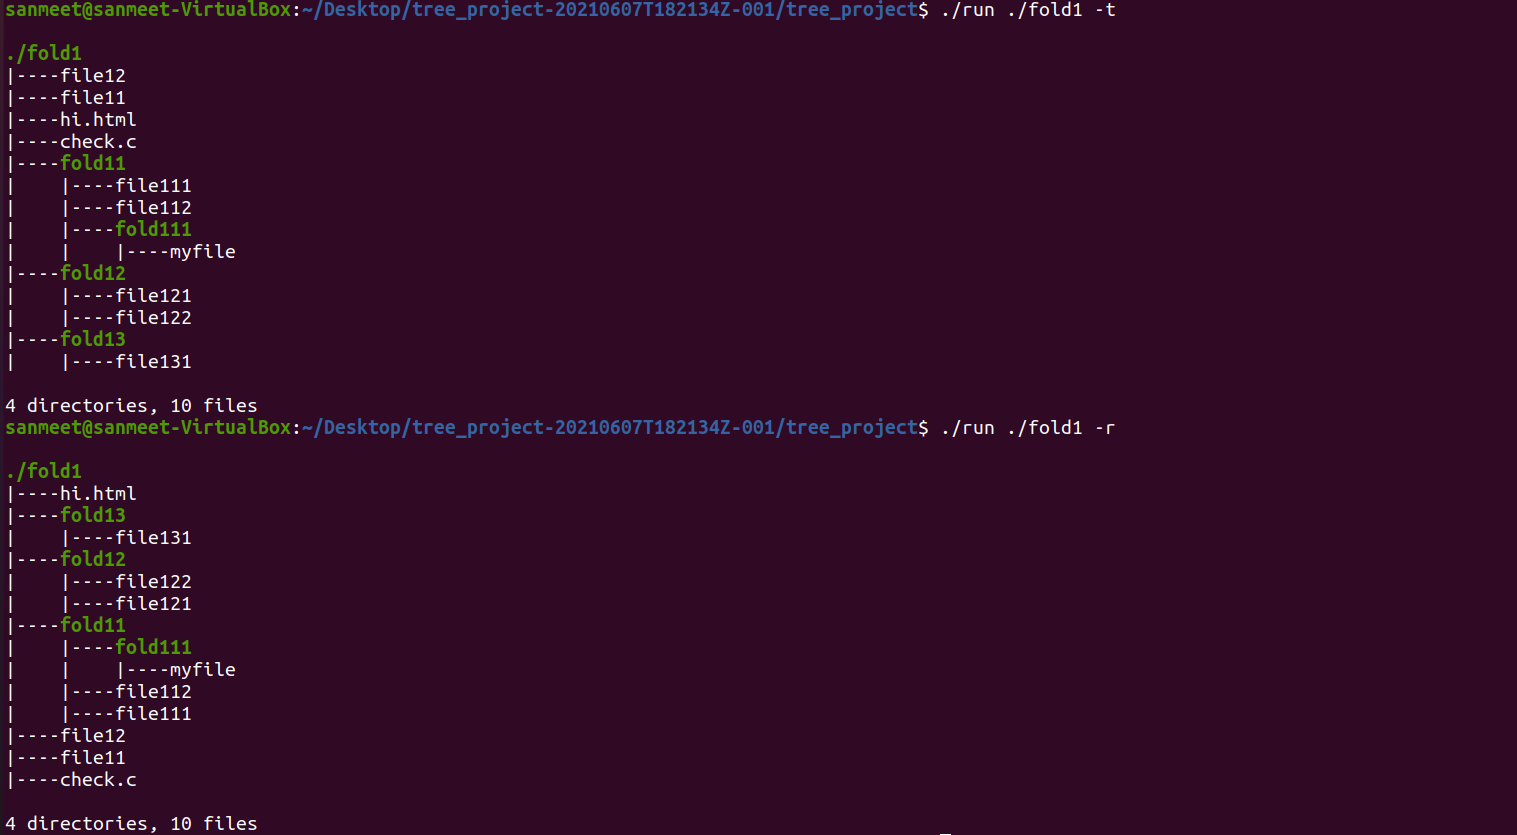 sanmeet@sanmeet-VirtualBox:~/Desktop/tree_project-20210607T182134Z-001/tree_project$ ./run ./fold1 -t
./fold1
|----file12
|----file11
|----hi.html
|----check.c
|----fold11
|    |----file111
|    |----file112
|    |----fold111
|    |    |----myfile
|----fold12
|    |----file121
|    |----file122
|----fold13
|    |----file131
4 directories, 10 files
sanmeet@sanmeet-VirtualBox:~/Desktop/tree_project-20210607T182134Z-001/tree_project$ ./run ./fold1 -r
./fold1
|----hi.html
|----fold13
|    |----file131
|----fold12
|    |----file122
|    |----file121
|----fold11
|    |----fold111
|    |    |----myfile
|    |----file112
|    |----file111
|----file12
|----file11
|----check.c
4 directories, 10 files